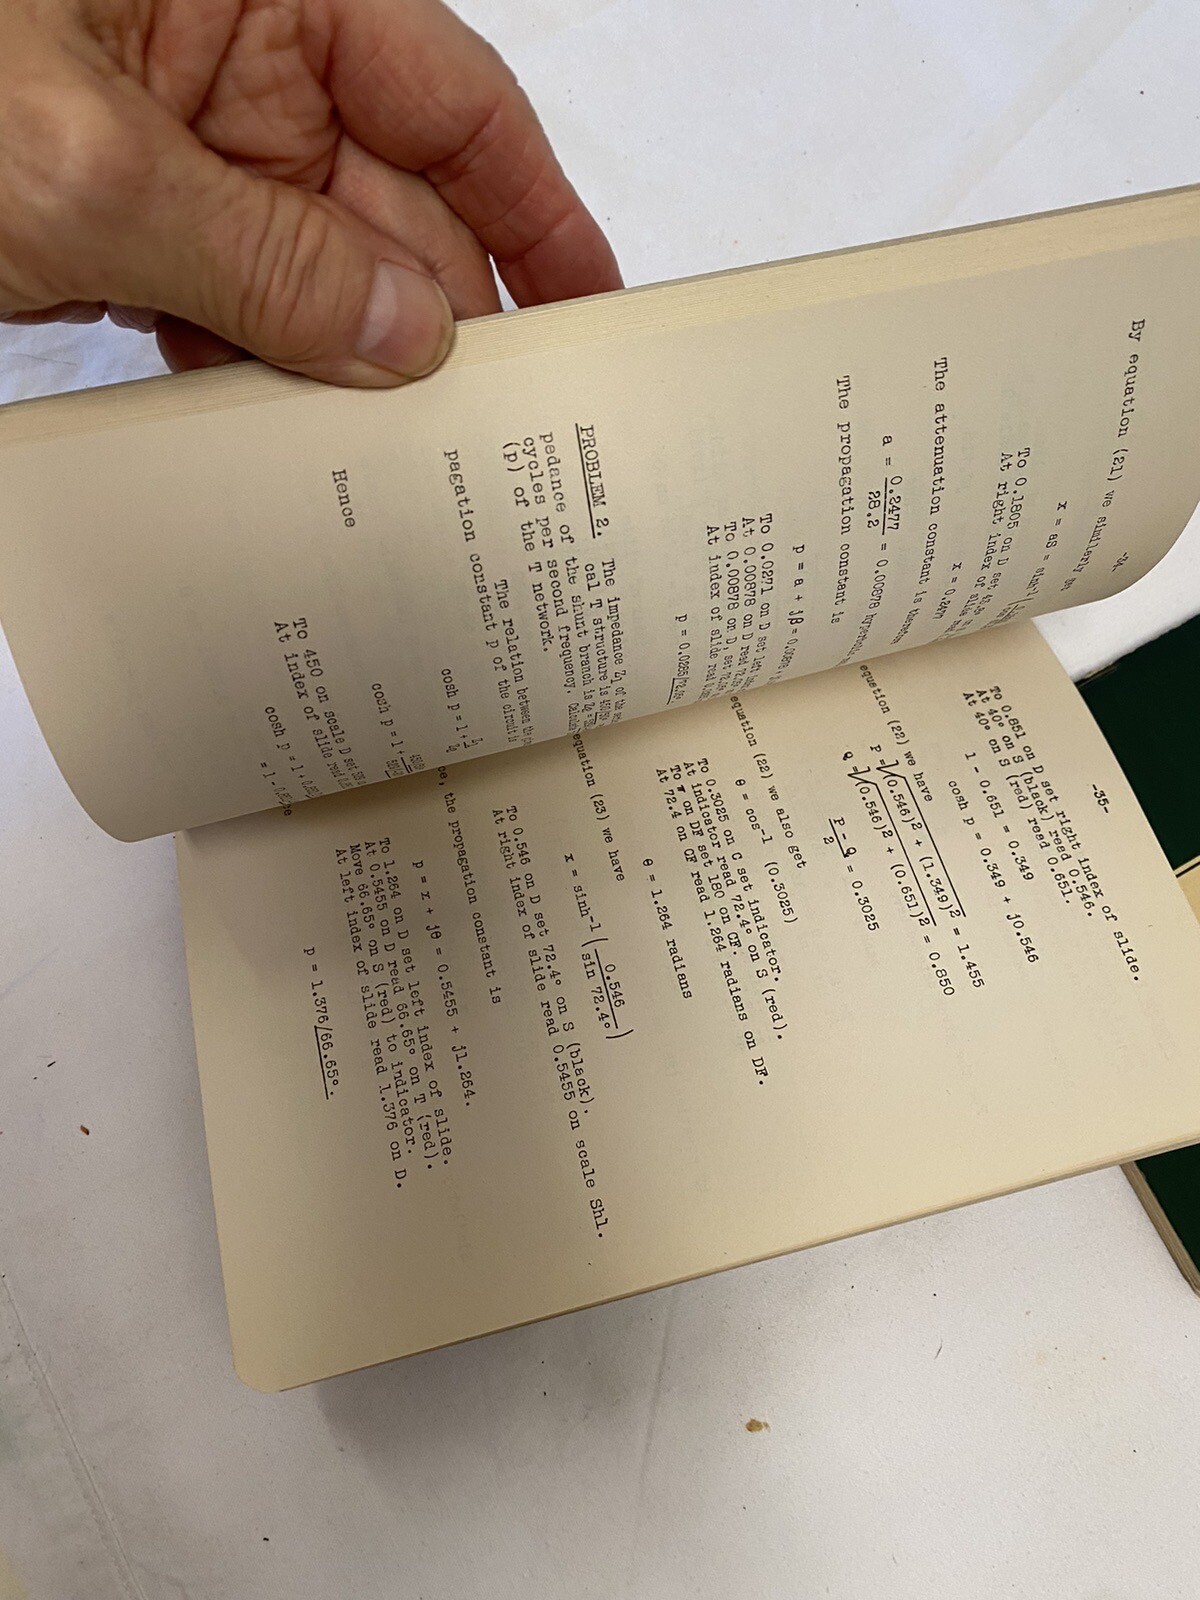 -34-
By equation (21) we similarly
x = as = sinh-1
To 0.1805 on D set
At right index of slide
x = 0.2477
The attenuation constant is therefore
a = 0.2477 / 28.2 = 0.00878 hyperbolic
The propagation constant is
p = a + jβ = 0.00878
To 0.0271 on D set left
At 0.00878 on D read
To 0.00878 on D, set
At index of slide read
p = 0.0285
PROBLEM 2. The impedance Z1 of the
cal T structure is
pedance of the shunt branch is
cycles per second frequency. Calculate
(p) of the T network.
The relation between the
pagation constant p of the circuit is
cosh p = 1 +
Hence
cosh p = 1 +
To 450 on scale D set
At index of slide read
cosh p = 1 +
= 1 -
-35-
To 0.851 on D set right index of slide.
At 40° on S (black) read 0.546.
At 40° on S (red) read 0.651.
1 - 0.651 = 0.349
cosh p = 0.349 + j0.546
equation (22) we have
P = √(0.546)2 + (1.349)2 = 1.455
Q = √(0.546)2 + (0.651)2 = 0.850
P - Q / 2 = 0.3025
equation (22) we also get
θ = cos-1 (0.3025)
To 0.3025 on C set indicator.
At indicator read 72.4° on S (red).
To π on DF set 180 on CF.
At 72.4 on CF read 1.264 radians on DF.
θ = 1.264 radians
equation (23) we have
x = sinh-1 (0.546 / sin 72.4°)
To 0.546 on D set 72.4° on S (black).
At right index of slide read 0.5455 on scale Sh1.
the propagation constant is
p = x + jθ = 0.5455 + j1.264.
To 1.264 on D set left index of slide.
At 0.5455 on D read 66.65° on T (red).
Move 66.65° on S (red) to indicator.
At left index of slide read 1.376 on D.
p = 1.376/66.65°.